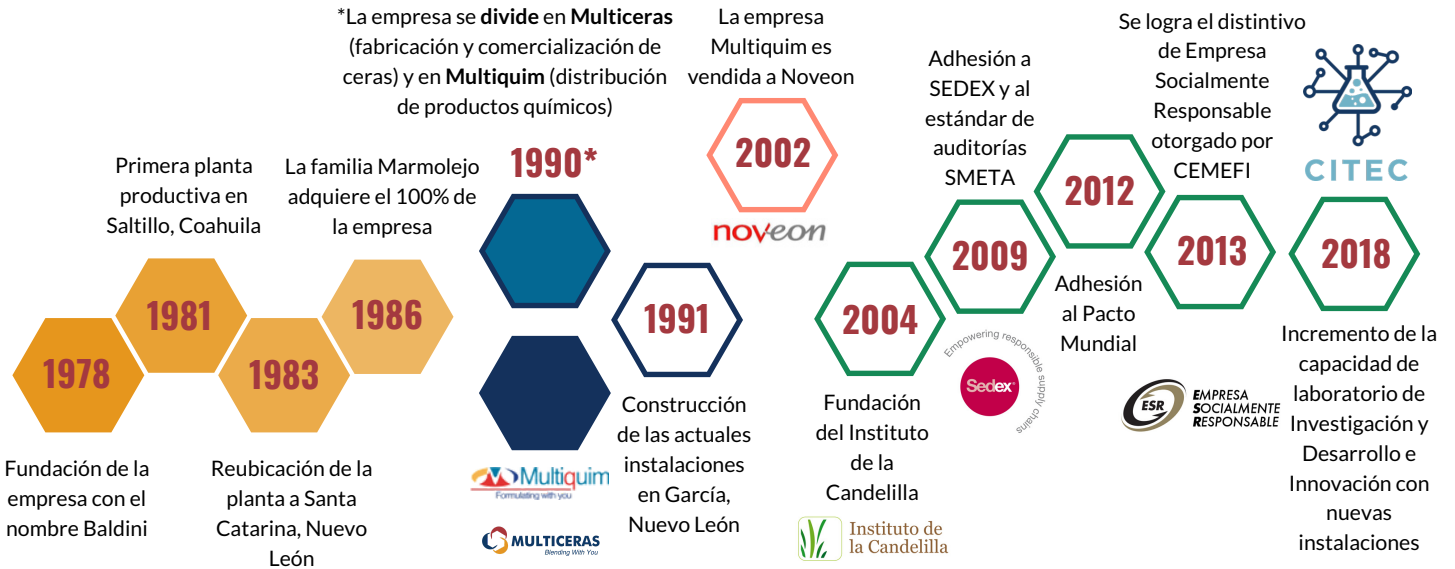 1978
Fundación de la
empresa con el
nombre Baldini
Primera planta
productiva en
Saltillo, Coahuila
1981
1983
Reubicación de la
planta a Santa
Catarina, Nuevo
León
La familia Marmolejo
adquiere el 100% de
la empresa
1986
*La empresa se divide en Multiceras
(fabricación y comercialización de
ceras) y en Multiquim (distribución
de productos químicos)
1990*
Multiquim
Formulating with you
MULTICERAS
Blending With You
1991
Construcción
de las actuales
instalaciones
en García,
Nuevo León
La empresa
Multiquim es
vendida a Noveon
2002
noveon
2004
Fundación
del Instituto
de la
Candelilla
Instituto de
la Candelilla
Adhesión a
SEDEX y al
estándar de
auditorías
SMETA
2009
Empowering responsible supply chains
Sedex
2012
Adhesión
al Pacto
Mundial
Se logra el distintivo
de Empresa
Socialmente
Responsable
otorgado por
CEMEFI
2013
ESR
EMPRESA
SOCIALMENTE
RESPONSABLE
CITEC
2018
Incremento de la
capacidad de
laboratorio de
Investigación y
Desarrollo e
Innovación con
nuevas
instalaciones